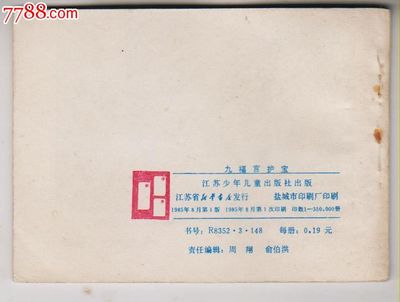 7788.com
九福宫护宝
江苏少年儿童出版社出版
江苏省新华书店发行 盐城市印刷厂印刷
1985年8月第1版 1985年8月第1次印刷 印数1—350,000册
书号:R8352·3·148 每册:0.19元
责任编辑:周翔 俞伯洪